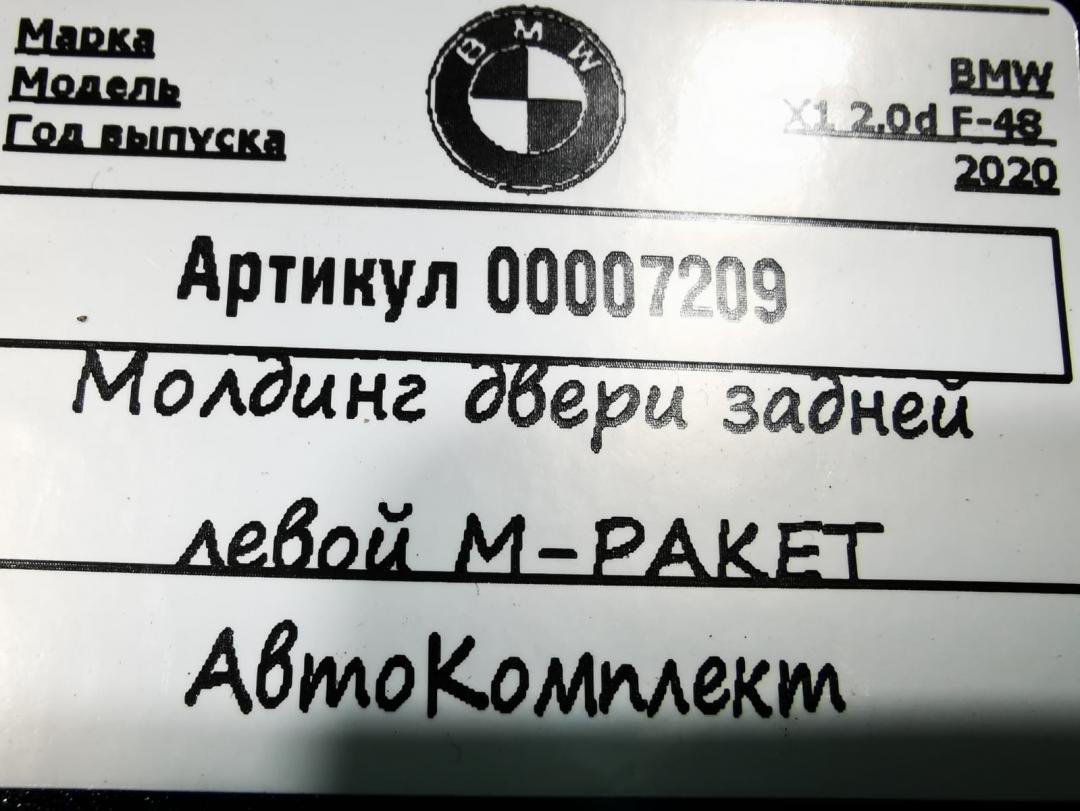 Марка
Модель
Год выпуска
BMW
BMW
X1 2.0d F-48
2020
Артикул 00007209
Молдинг двери задней
левой M-PAKET
АвтоКомплект